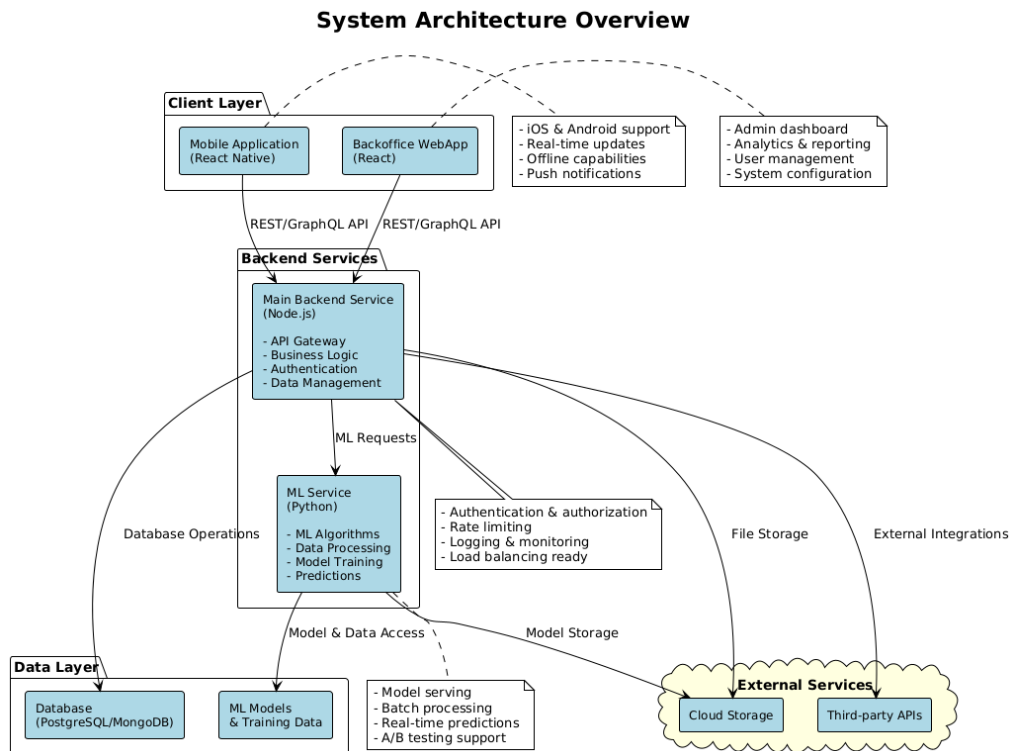 System Architecture Overview
Client Layer
Mobile Application
(React Native)
Backoffice WebApp
(React)
- iOS & Android support
- Real-time updates
- Offline capabilities
- Push notifications
- Admin dashboard
- Analytics & reporting
- User management
- System configuration
REST/GraphQL API
REST/GraphQL API
Backend Services
Main Backend Service
(Node.js)
- API Gateway
- Business Logic
- Authentication
- Data Management
ML Requests
ML Service
(Python)
- ML Algorithms
- Data Processing
- Model Training
- Predictions
- Authentication & authorization
- Rate limiting
- Logging & monitoring
- Load balancing ready
Database Operations
File Storage
External Integrations
Model & Data Access
Model Storage
Data Layer
Database
(PostgreSQL/MongoDB)
ML Models
& Training Data
- Model serving
- Batch processing
- Real-time predictions
- A/B testing support
External Services
Cloud Storage
Third-party APIs